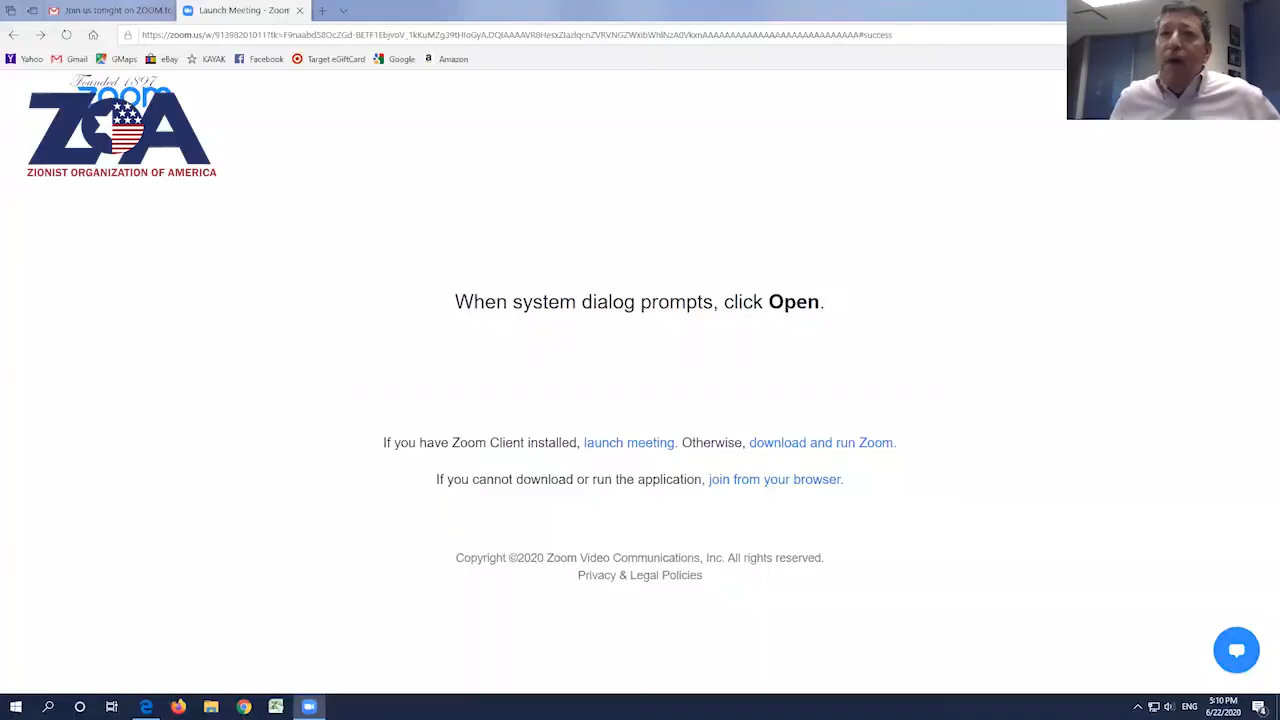 Join us tonight on ZOOM fo
Launch Meeting - Zoom
Yahoo
Gmail
GMaps
eBay
KAYAK
Facebook
Target eGiftCard
Google
Amazon
Founded 1897
zoom
ZOA
ZIONIST ORGANIZATION OF AMERICA
When system dialog prompts, click Open.
If you have Zoom Client installed, launch meeting. Otherwise, download and run Zoom.
If you cannot download or run the application, join from your browser.
Copyright ©2020 Zoom Video Communications, Inc. All rights reserved.
Privacy & Legal Policies
ENG
5:10 PM
6/22/2020
4